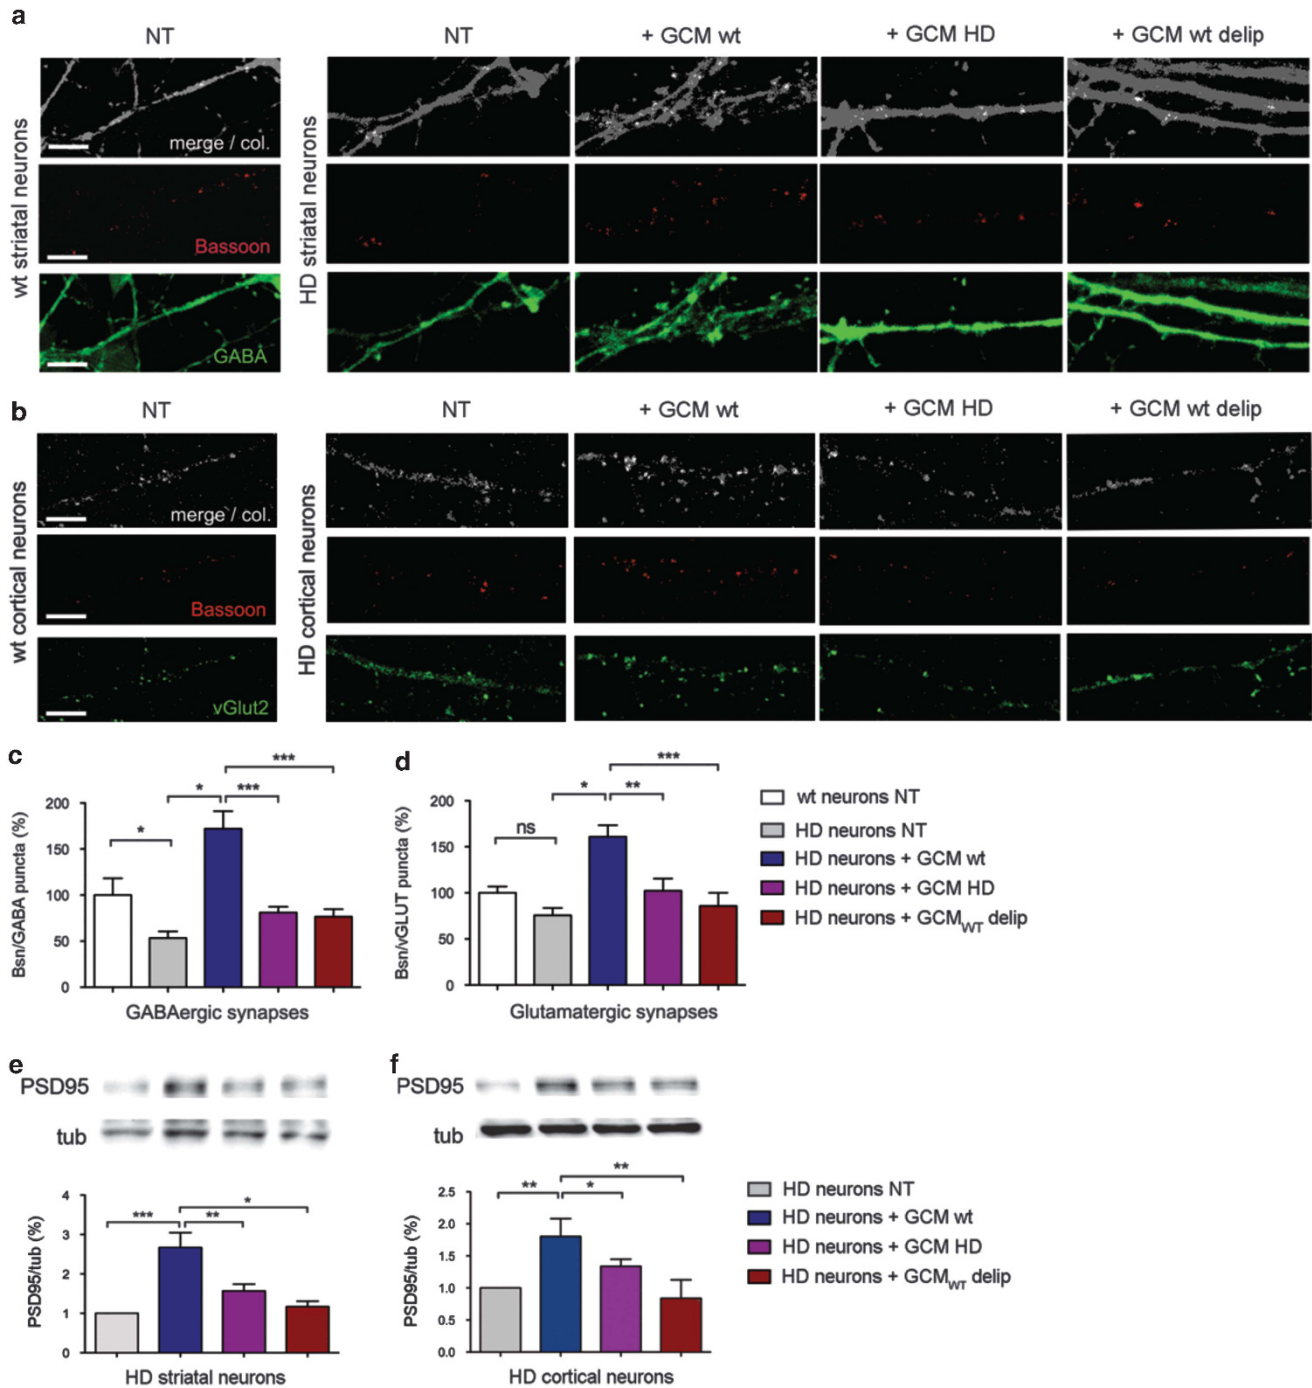 a
NT
NT
+ GCM wt
+ GCM HD
+ GCM wt delip
wt striatal neurons
merge / col.
Bassoon
GABA
HD striatal neurons
b
NT
NT
+ GCM wt
+ GCM HD
+ GCM wt delip
wt cortical neurons
merge / col.
Bassoon
vGlut2
HD cortical neurons
c
Bsn/GABA puncta (%)
200
150
100
50
0
*
*
***
***
GABAergic synapses
d
Bsn/vGLUT puncta (%)
200
150
100
50
0
ns
*
**
***
Glutamatergic synapses
wt neurons NT
HD neurons NT
HD neurons + GCM wt
HD neurons + GCM HD
HD neurons + GCMWT delip
e
PSD95
tub
PSD95/tub (%)
4
3
2
1
0
***
**
*
HD striatal neurons
f
PSD95
tub
PSD95/tub (%)
2.5
2.0
1.5
1.0
0.5
0.0
**
*
**
HD cortical neurons
HD neurons NT
HD neurons + GCM wt
HD neurons + GCM HD
HD neurons + GCMWT delip